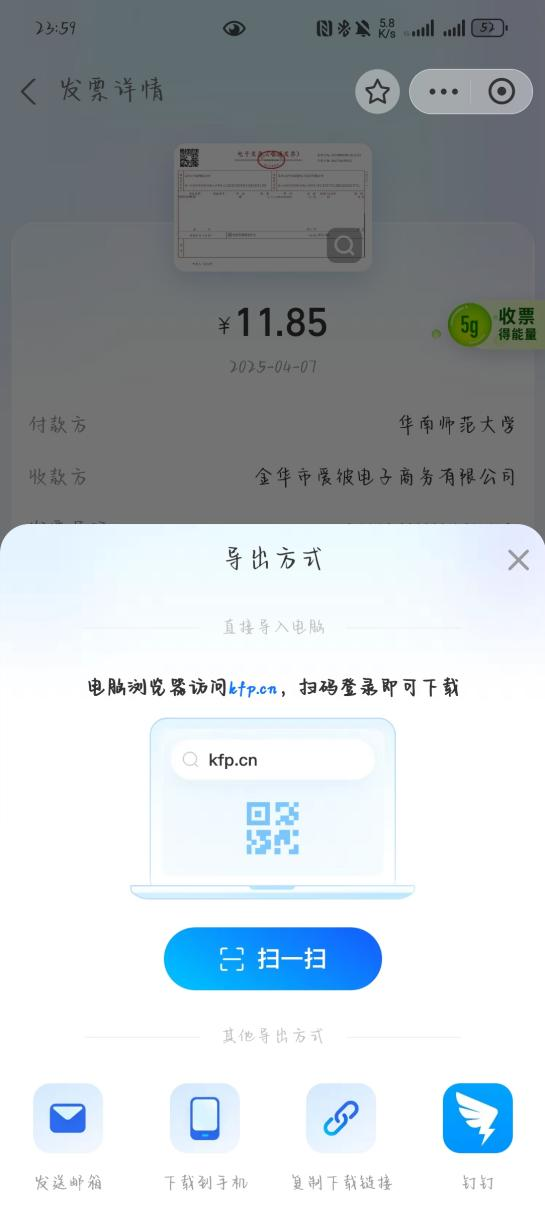 23:59
5.8 K/s
52
发票详情
¥11.85
5g 收票
得能量
2025-04-07
付款方 华南师范大学
收款方 金华市爱彼电子商务有限公司
导出方式
直接导入电脑
电脑浏览器访问kfp.cn，扫码登录即可下载
kfp.cn
扫一扫
其他导出方式
发送邮箱 下载到手机 复制下载链接 钉钉